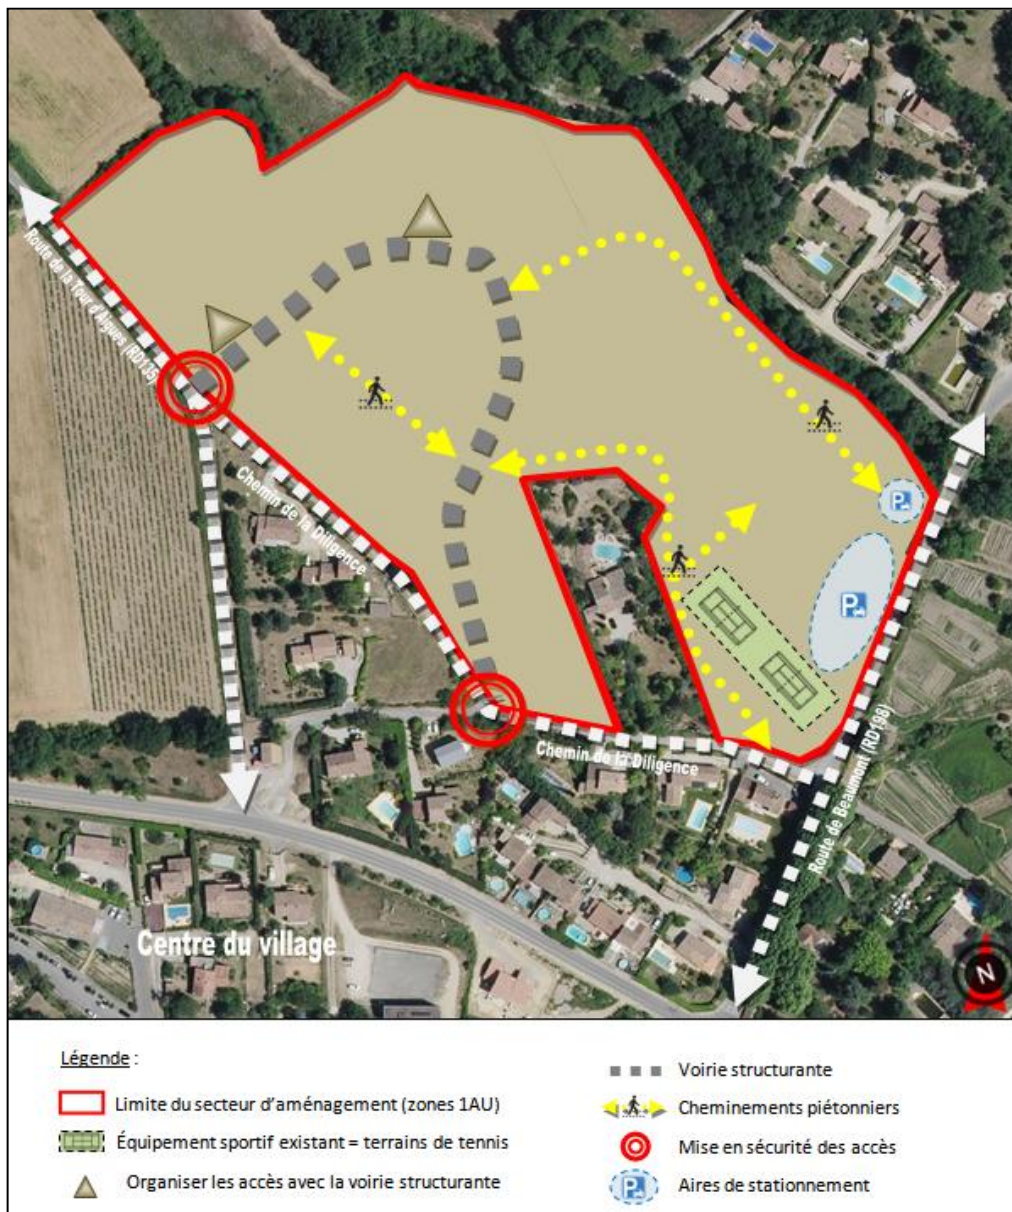 Route de la Tour d'Aigues (RD135)
Chemin de la Diligence
Chemin de la Diligence
Route de Beaumont (RD198)
Centre du village
N
P
P
Légende :
Limite du secteur d'aménagement (zones 1AU)
Équipement sportif existant = terrains de tennis
Organiser les accès avec la voirie structurante
Voirie structurante
Cheminements piétonniers
Mise en sécurité des accès
P
Aires de stationnement